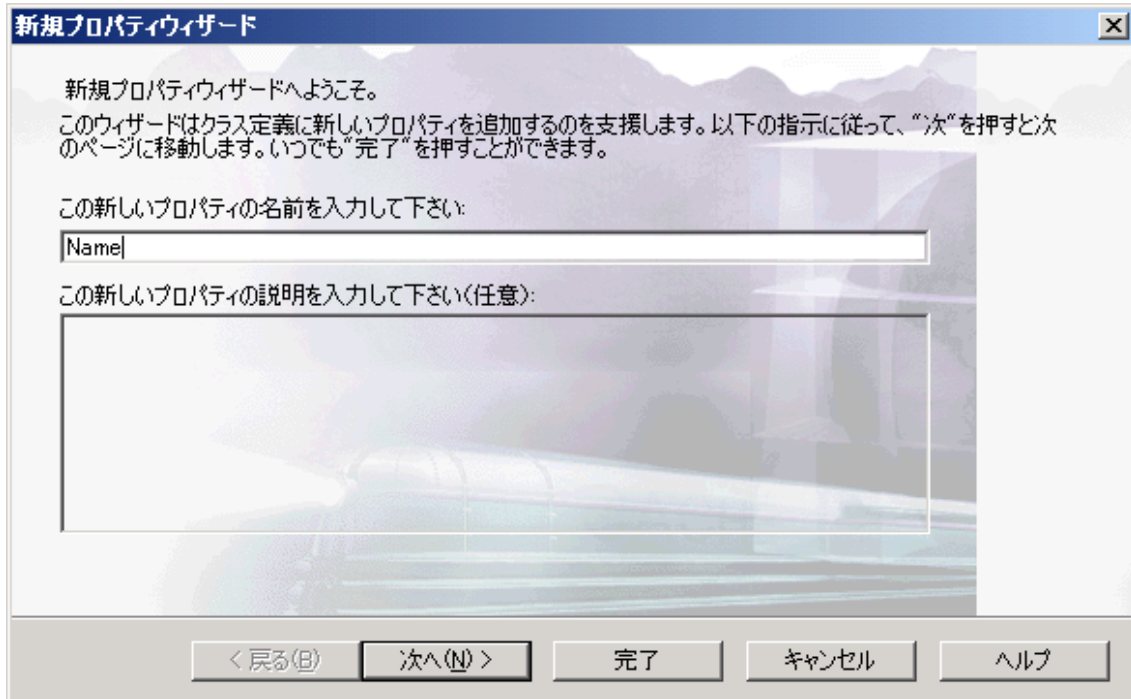 新規プロパティウィザード
新規プロパティウィザードへようこそ。
このウィザードはクラス定義に新しいプロパティを追加するのを支援します。以下の指示に従って、“次”を押すと次
のページに移動します。いつでも“完了”を押すことができます。
この新しいプロパティの名前を入力して下さい:
Name
この新しいプロパティの説明を入力して下さい(任意):
< 戻る(B) 次へ(N) > 完了 キャンセル ヘルプ